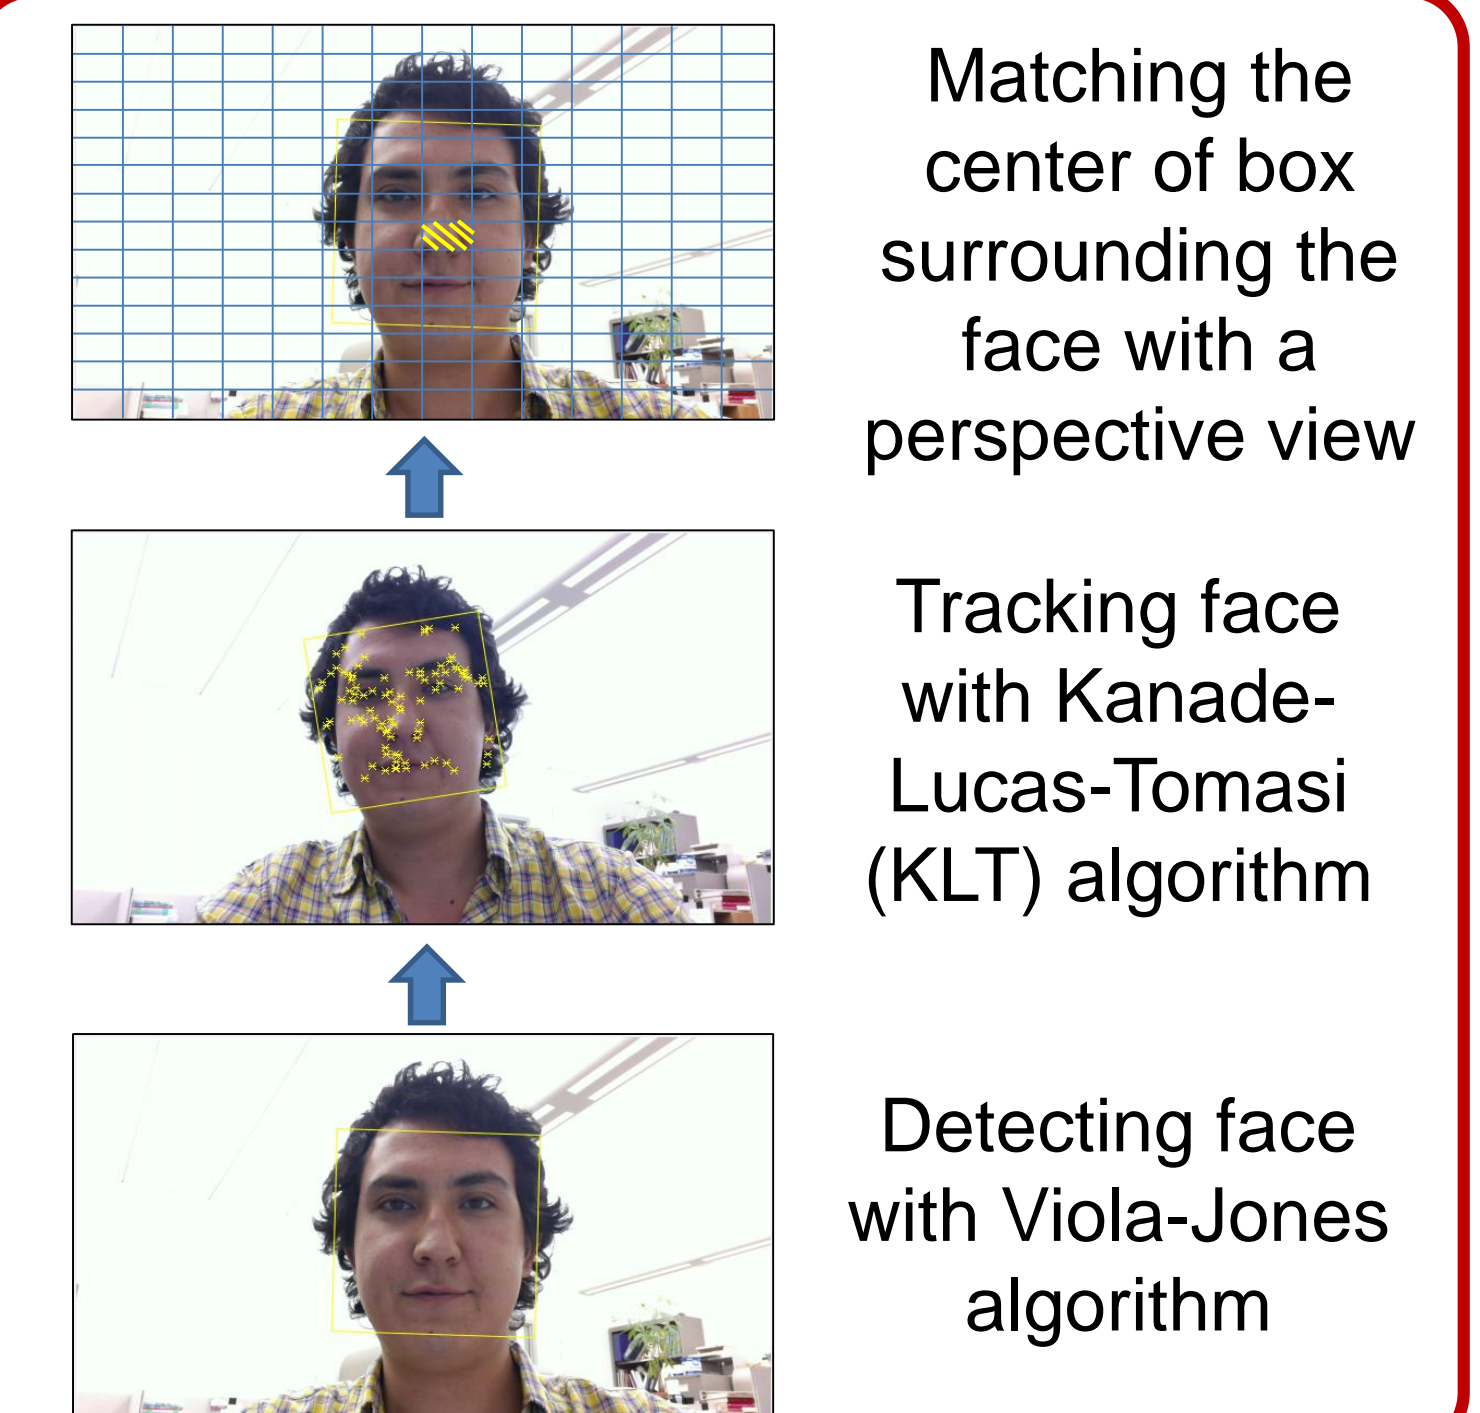 Matching the
center of box
surrounding the
face with a
perspective view
Tracking face
with Kanade-
Lucas-Tomasi
(KLT) algorithm
Detecting face
with Viola-Jones
algorithm